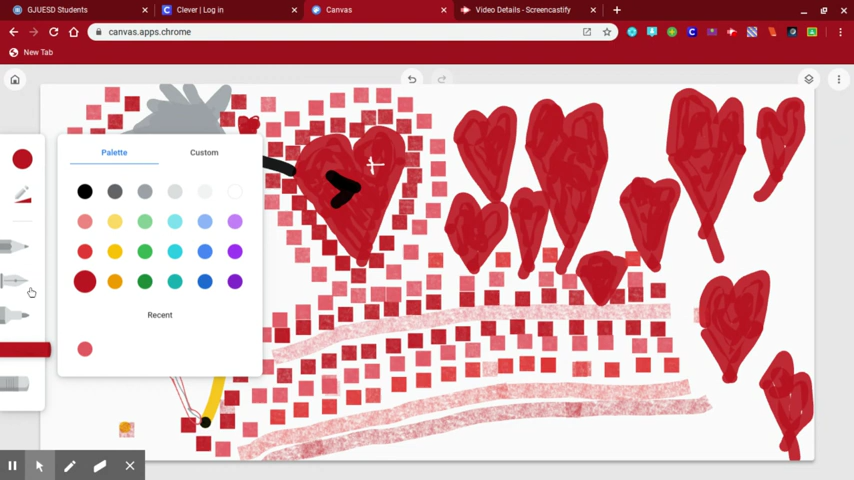 GJUESD Students
Clever | Log in
Canvas
Video Details - Screencastify
canvas.apps.chrome
New Tab
Palette
Custom
Recent